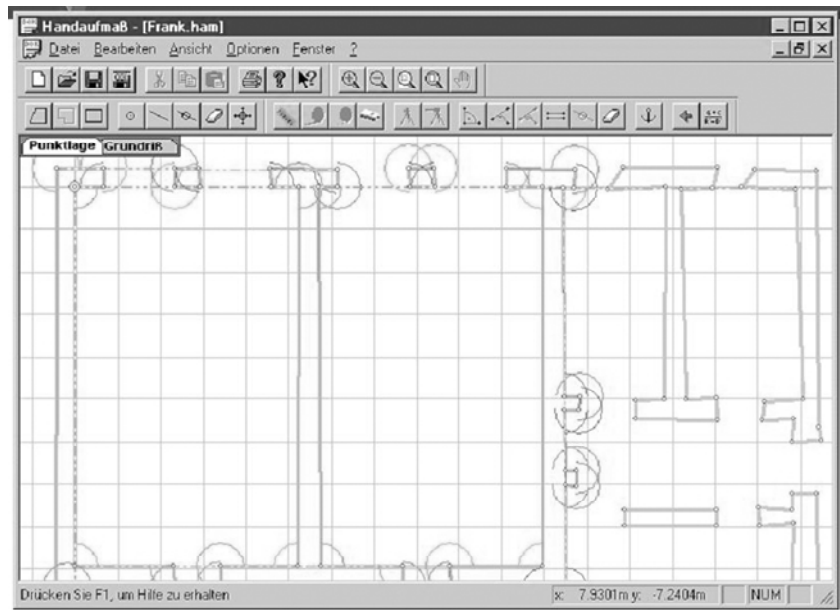 Handaufmaß - [Frank.ham]
Datei Bearbeiten Ansicht Optionen Fenster ?
Punktlage Grundriß
Drücken Sie F1, um Hilfe zu erhalten x: 7.9301m y: -7.2404m NUM